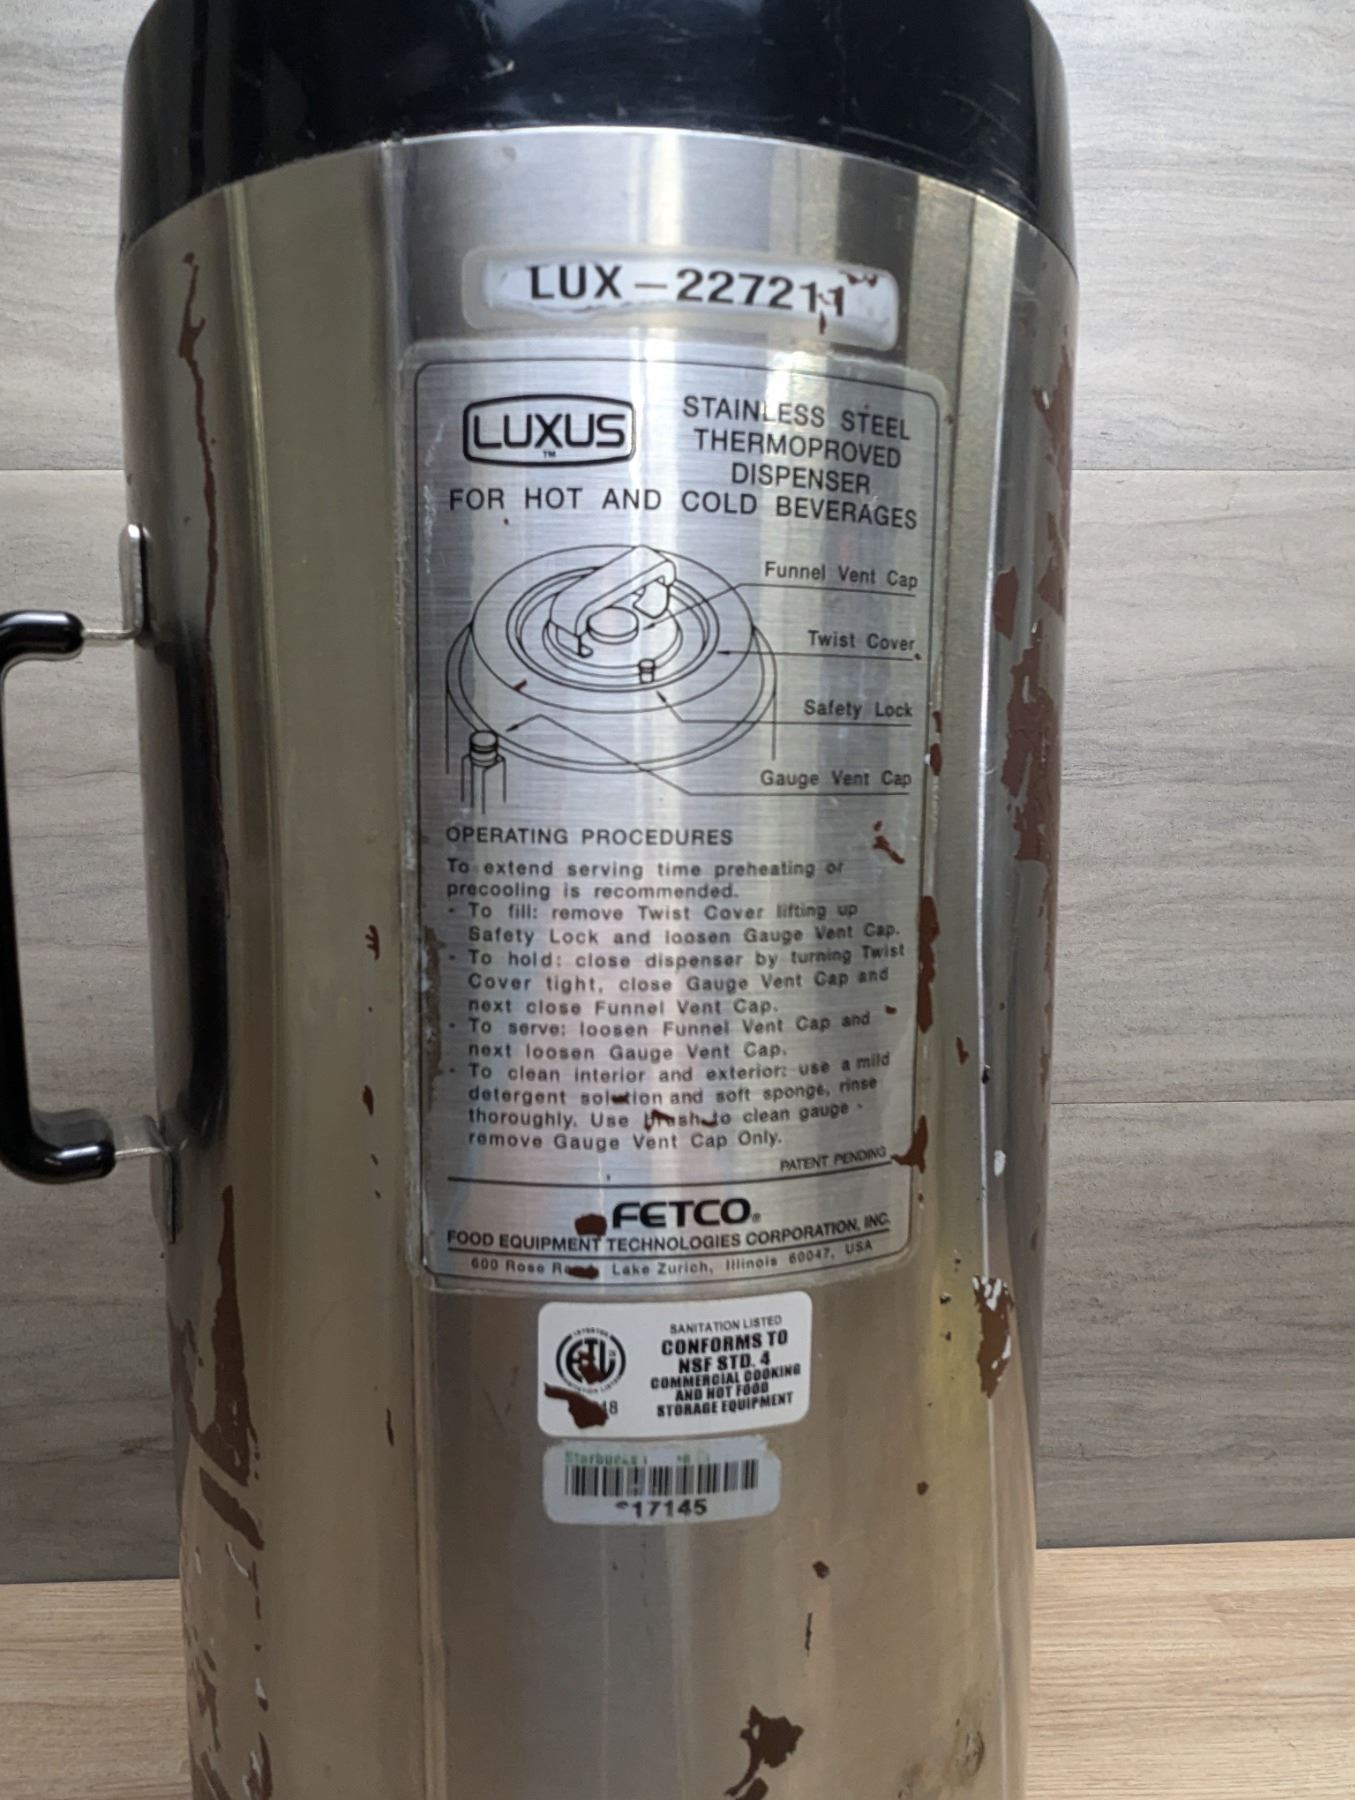 LUX-227211
LUXUS
TM
STAINLESS STEEL
THERMOPROVED
DISPENSER
FOR HOT AND COLD BEVERAGES
Funnel Vent Cap
Twist Cover
Safety Lock
Gauge Vent Cap
OPERATING PROCEDURES
To extend serving time preheating or
precooling is recommended.
- To fill: remove Twist Cover lifting up
Safety Lock and loosen Gauge Vent Cap.
- To hold: close dispenser by turning Twist
Cover tight, close Gauge Vent Cap and
next close Funnel Vent Cap.
- To serve: loosen Funnel Vent Cap and
next loosen Gauge Vent Cap.
- To clean interior and exterior: use a mild
detergent solution and soft sponge, rinse
thoroughly. Use brush to clean gauge -
remove Gauge Vent Cap Only.
PATENT PENDING
FETCO®
FOOD EQUIPMENT TECHNOLOGIES CORPORATION, INC.
600 Rose Road, Lake Zurich, Illinois 60047, USA
ETL
SANITATION LISTED
CONFORMS TO
NSF STD. 4
COMMERCIAL COOKING
AND HOT FOOD
STORAGE EQUIPMENT
Starbucks
17145